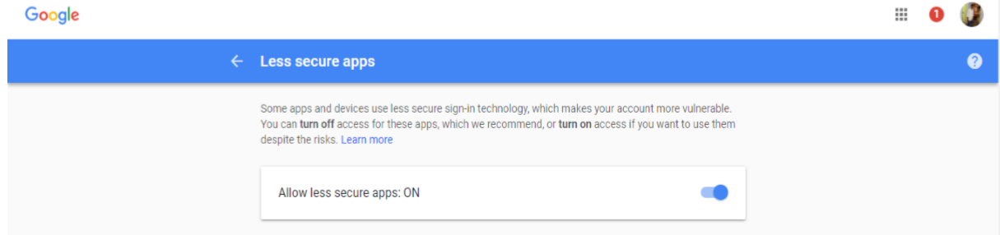 Google
1
Less secure apps
?
Some apps and devices use less secure sign-in technology, which makes your account more vulnerable.
You can turn off access for these apps, which we recommend, or turn on access if you want to use them
despite the risks. Learn more
Allow less secure apps: ON